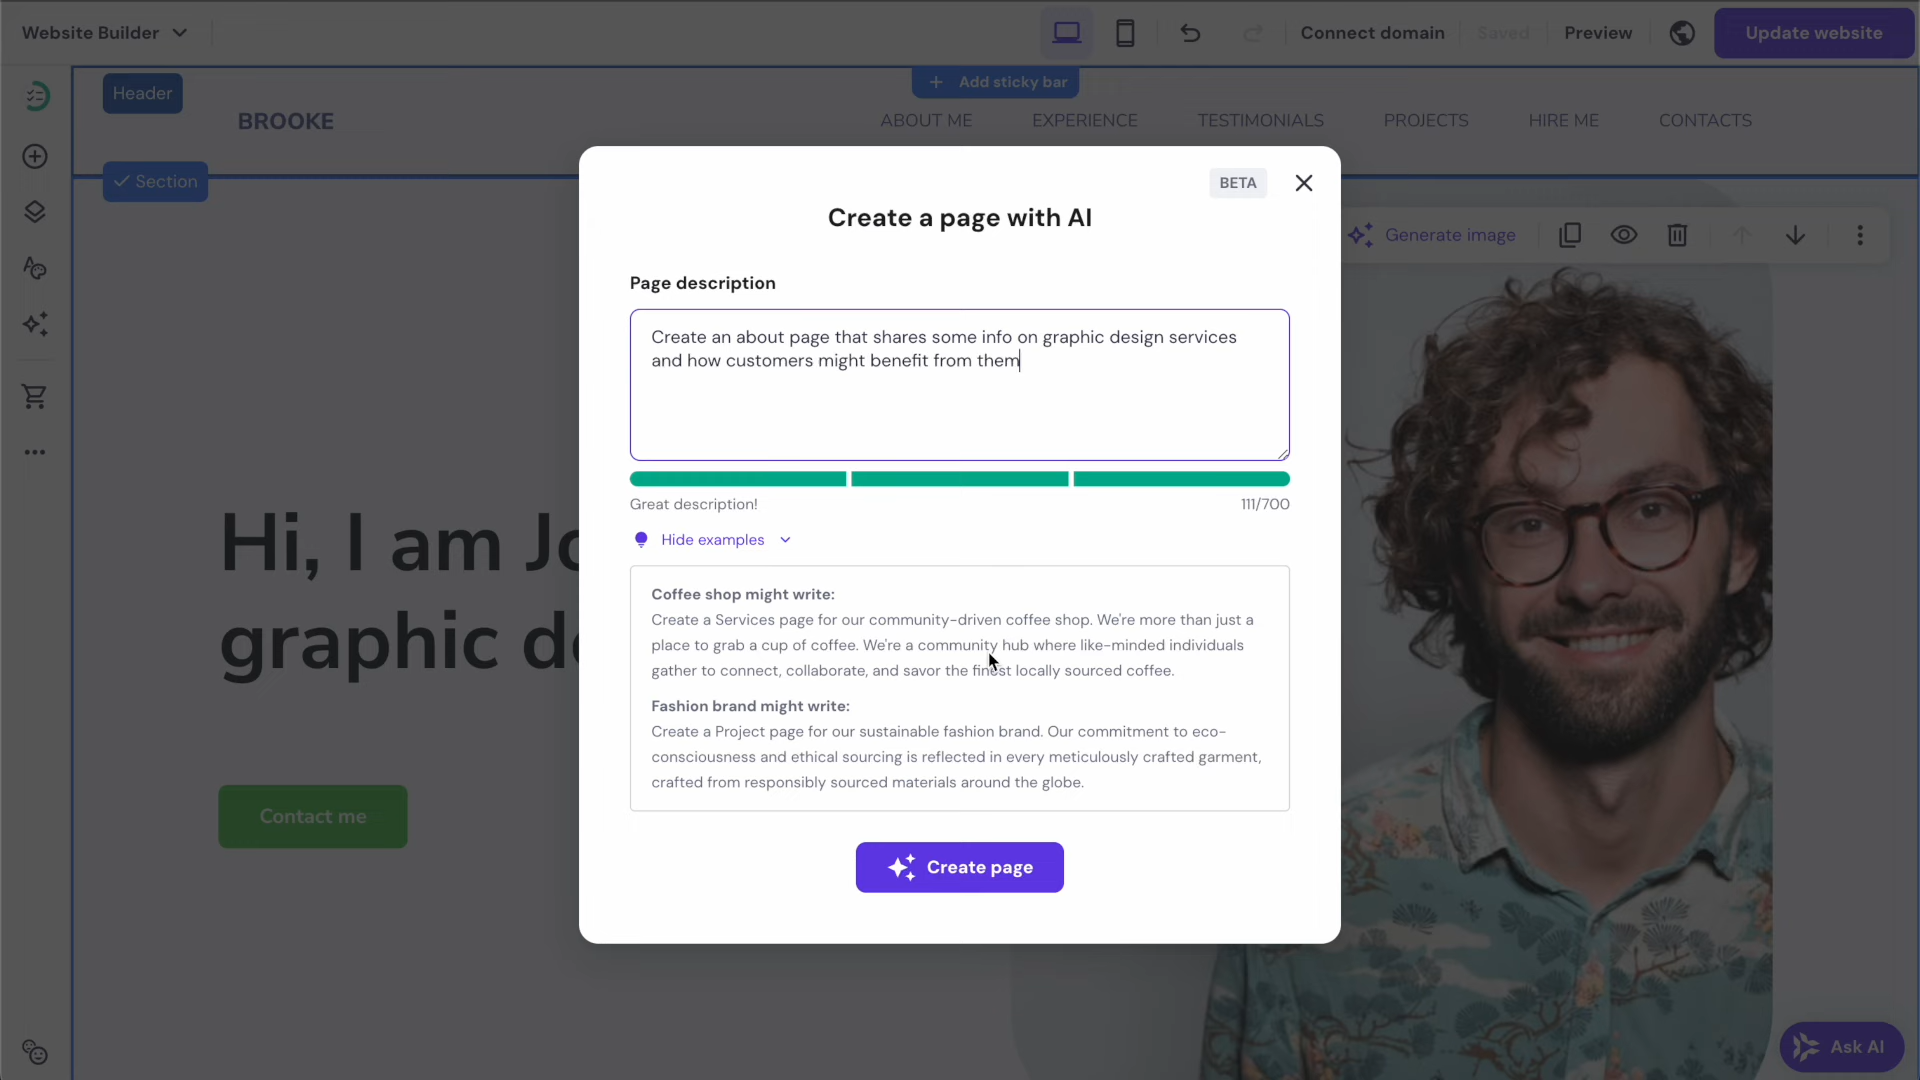 Website Builder
Connect domain
Saved
Preview
Update website
Header
Add sticky bar
BROOKE
ABOUT ME
EXPERIENCE
TESTIMONIALS
PROJECTS
HIRE ME
CONTACTS
Section
BETA
Create a page with AI
Generate image
Page description
Create an about page that shares some info on graphic design services
and how customers might benefit from them
Great description!
111/700
Hide examples
Hi, I am Jo
graphic de
Coffee shop might write:
Create a Services page for our community-driven coffee shop. We're more than just a
place to grab a cup of coffee. We're a community hub where like-minded individuals
gather to connect, collaborate, and savor the finest locally sourced coffee.
Fashion brand might write:
Create a Project page for our sustainable fashion brand. Our commitment to eco-
consciousness and ethical sourcing is reflected in every meticulously crafted garment,
crafted from responsibly sourced materials around the globe.
Contact me
Create page
Ask AI